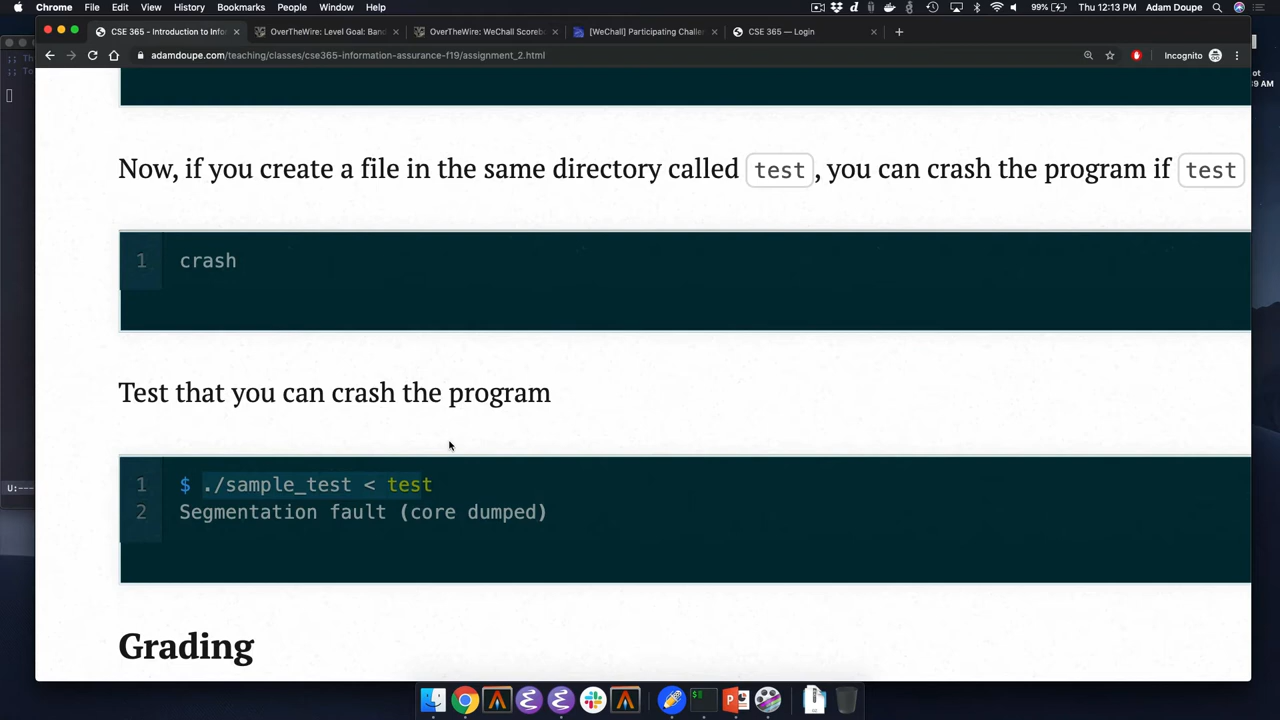 Chrome File Edit View History Bookmarks People Window Help 99% Thu 12:13 PM Adam Doupe
CSE 365 - Introduction to Info OverTheWire: Level Goal: Band OverTheWire: WeChall Scoreb [WeChall] Participating Challe CSE 365 — Login
adamdoupe.com/teaching/classes/cse365-information-assurance-f19/assignment_2.html Incognito
Now, if you create a file in the same directory called test, you can crash the program if test
1 crash
Test that you can crash the program
1 $ ./sample_test < test
2 Segmentation fault (core dumped)
Grading